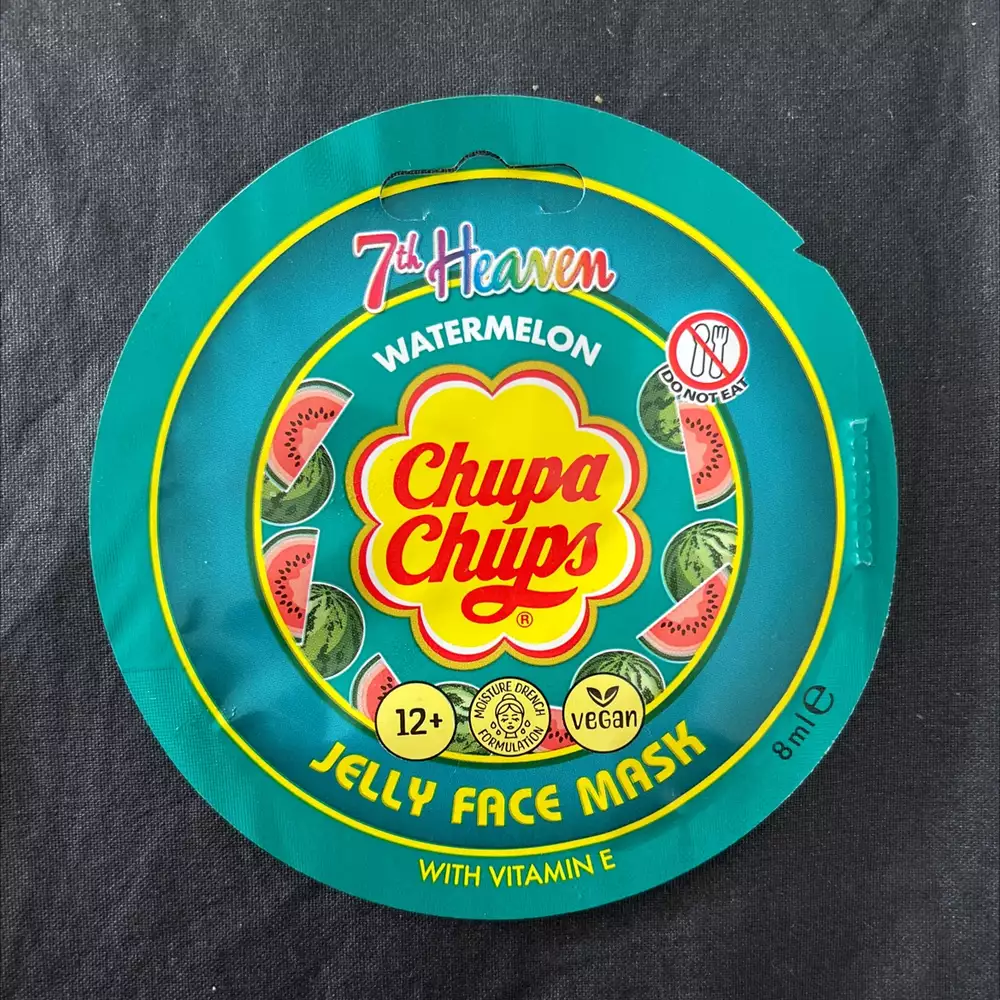 7th Heaven
WATERMELON
DO NOT EAT
Chupa
Chups
®
12+
MOISTURE DRENCH
FORMULATION
VEGAN
JELLY FACE MASK
8ml℮
WITH VITAMIN E